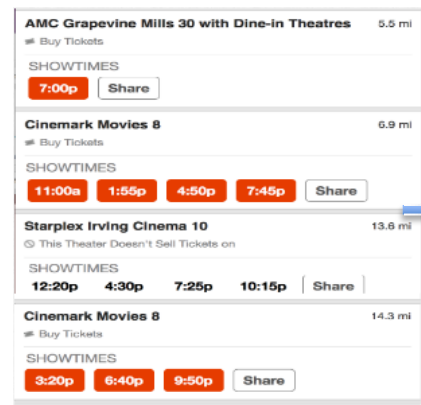 AMC Grapevine Mills 30 with Dine-in Theatres 5.5 mi
Buy Tickets
SHOWTIMES
7:00p Share
Cinemark Movies 8 6.9 mi
Buy Tickets
SHOWTIMES
11:00a 1:55p 4:50p 7:45p Share
Starplex Irving Cinema 10 13.6 mi
This Theater Doesn't Sell Tickets on
SHOWTIMES
12:20p 4:30p 7:25p 10:15p Share
Cinemark Movies 8 14.3 mi
Buy Tickets
SHOWTIMES
3:20p 6:40p 9:50p Share